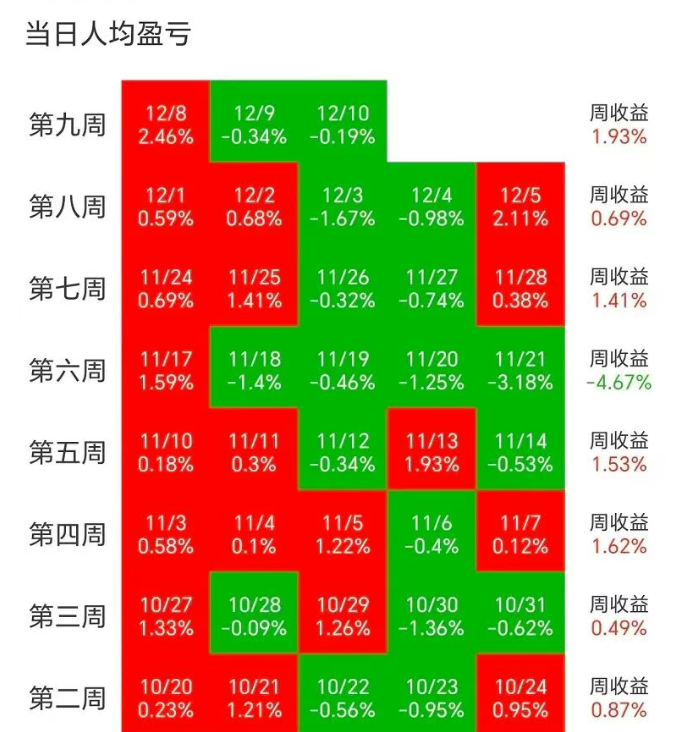 当日人均盈亏
第九周 12/8 12/9 12/10 周收益
2.46% -0.34% -0.19% 1.93%
第八周 12/1 12/2 12/3 12/4 12/5 周收益
0.59% 0.68% -1.67% -0.98% 2.11% 0.69%
第七周 11/24 11/25 11/26 11/27 11/28 周收益
0.69% 1.41% -0.32% -0.74% 0.38% 1.41%
第六周 11/17 11/18 11/19 11/20 11/21 周收益
1.59% -1.4% -0.46% -1.25% -3.18% -4.67%
第五周 11/10 11/11 11/12 11/13 11/14 周收益
0.18% 0.3% -0.34% 1.93% -0.53% 1.53%
第四周 11/3 11/4 11/5 11/6 11/7 周收益
0.58% 0.1% 1.22% -0.4% 0.12% 1.62%
第三周 10/27 10/28 10/29 10/30 10/31 周收益
1.33% -0.09% 1.26% -1.36% -0.62% 0.49%
第二周 10/20 10/21 10/22 10/23 10/24 周收益
0.23% 1.21% -0.56% -0.95% 0.95% 0.87%